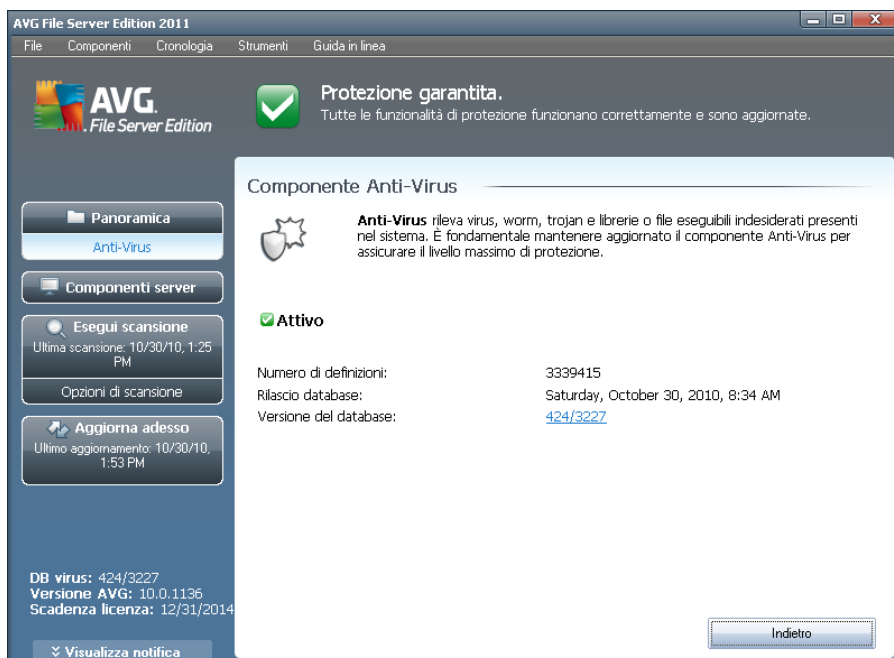 AVG File Server Edition 2011
File Componenti Cronologia Strumenti Guida in linea
AVG.
File Server Edition
Protezione garantita.
Tutte le funzionalità di protezione funzionano correttamente e sono aggiornate.
Panoramica
Anti-Virus
Componenti server
Esegui scansione
Ultima scansione: 10/30/10, 1:25
PM
Opzioni di scansione
Aggiorna adesso
Ultimo aggiornamento: 10/30/10,
1:53 PM
DB virus: 424/3227
Versione AVG: 10.0.1136
Scadenza licenza: 12/31/2014
Visualizza notifica
Componente Anti-Virus
Anti-Virus rileva virus, worm, trojan e librerie o file eseguibili indesiderati presenti
nel sistema. È fondamentale mantenere aggiornato il componente Anti-Virus per
assicurare il livello massimo di protezione.
Attivo
Numero di definizioni: 3339415
Rilascio database: Saturday, October 30, 2010, 8:34 AM
Versione del database: 424/3227
Indietro